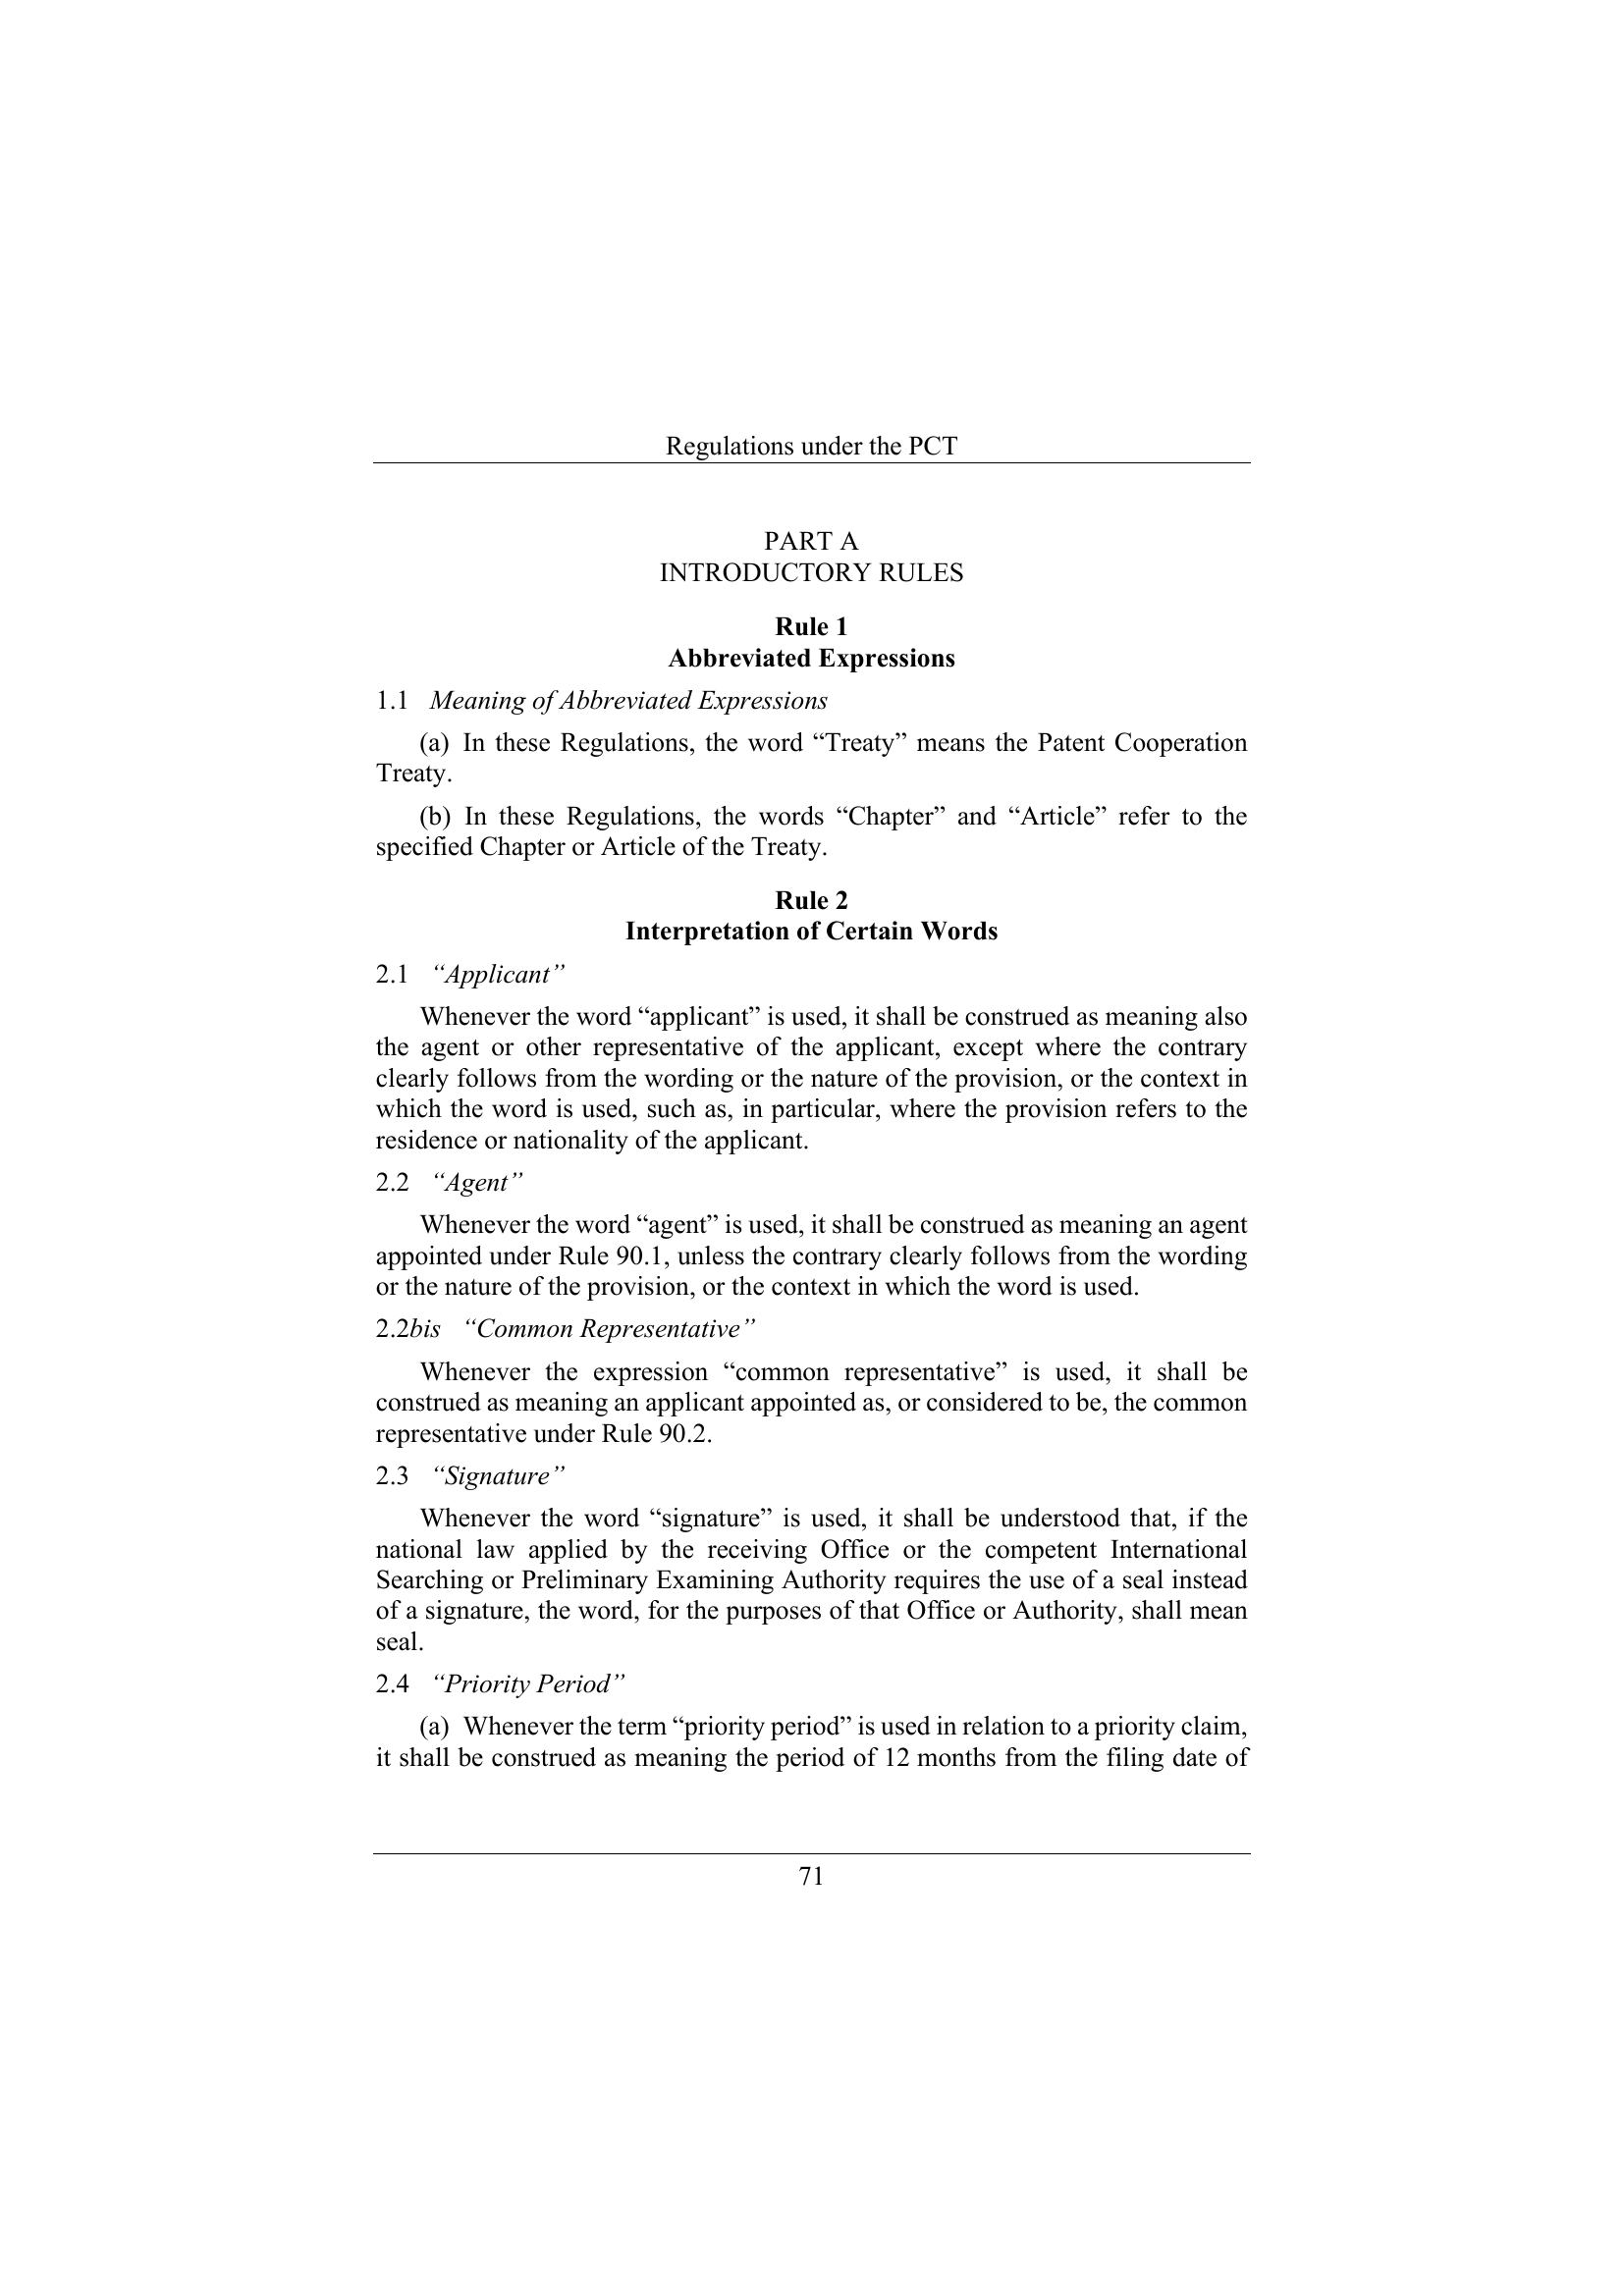 Regulations under the PCT
PART A
INTRODUCTORY RULES
Rule 1
Abbreviated Expressions
1.1 Meaning of Abbreviated Expressions
(a) In these Regulations, the word “Treaty” means the Patent Cooperation
Treaty.
(b) In these Regulations, the words “Chapter” and “Article” refer to the
specified Chapter or Article of the Treaty.
Rule 2
Interpretation of Certain Words
2.1 “Applicant”
Whenever the word “applicant” is used, it shall be construed as meaning also
the agent or other representative of the applicant, except where the contrary
clearly follows from the wording or the nature of the provision, or the context in
which the word is used, such as, in particular, where the provision refers to the
residence or nationality of the applicant.
2.2 “Agent”
Whenever the word “agent” is used, it shall be construed as meaning an agent
appointed under Rule 90.1, unless the contrary clearly follows from the wording
or the nature of the provision, or the context in which the word is used.
2.2bis “Common Representative”
Whenever the expression “common representative” is used, it shall be
construed as meaning an applicant appointed as, or considered to be, the common
representative under Rule 90.2.
2.3 “Signature”
Whenever the word “signature” is used, it shall be understood that, if the
national law applied by the receiving Office or the competent International
Searching or Preliminary Examining Authority requires the use of a seal instead
of a signature, the word, for the purposes of that Office or Authority, shall mean
seal.
2.4 “Priority Period”
(a) Whenever the term “priority period” is used in relation to a priority claim,
it shall be construed as meaning the period of 12 months from the filing date of
71